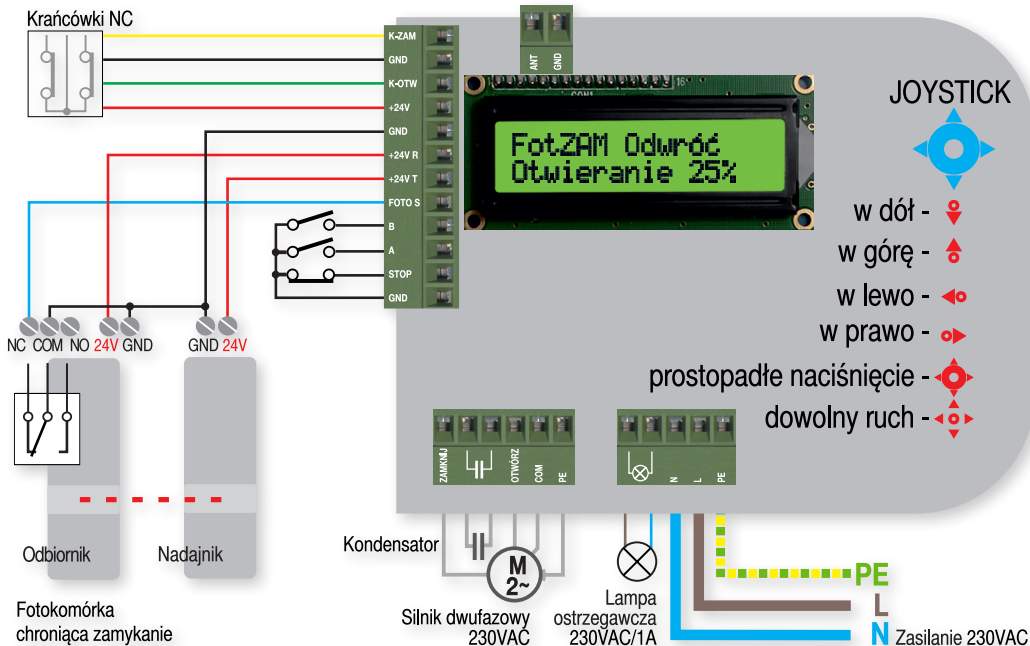 Krańcówki NC
K-ZAM
GND
K-OTW
+24V
GND
+24V R
+24V T
FOTO S
B
A
STOP
GND
ANT
GND
CON1
16
FotZAM Odwróć
Otwieranie 25%
JOYSTICK
w dół -
w górę -
w lewo -
w prawo -
prostopadłe naciśnięcie -
dowolny ruch -
NC COM NO 24V GND
GND 24V
Odbiornik
Nadajnik
Fotokomórka
chroniąca zamykanie
ZAMKNIJ
OTWÓRZ
COM
PE
N
L
PE
Kondensator
M
2~
Silnik dwufazowy
230VAC
Lampa
ostrzegawcza
230VAC/1A
PE
L
N Zasilanie 230VAC